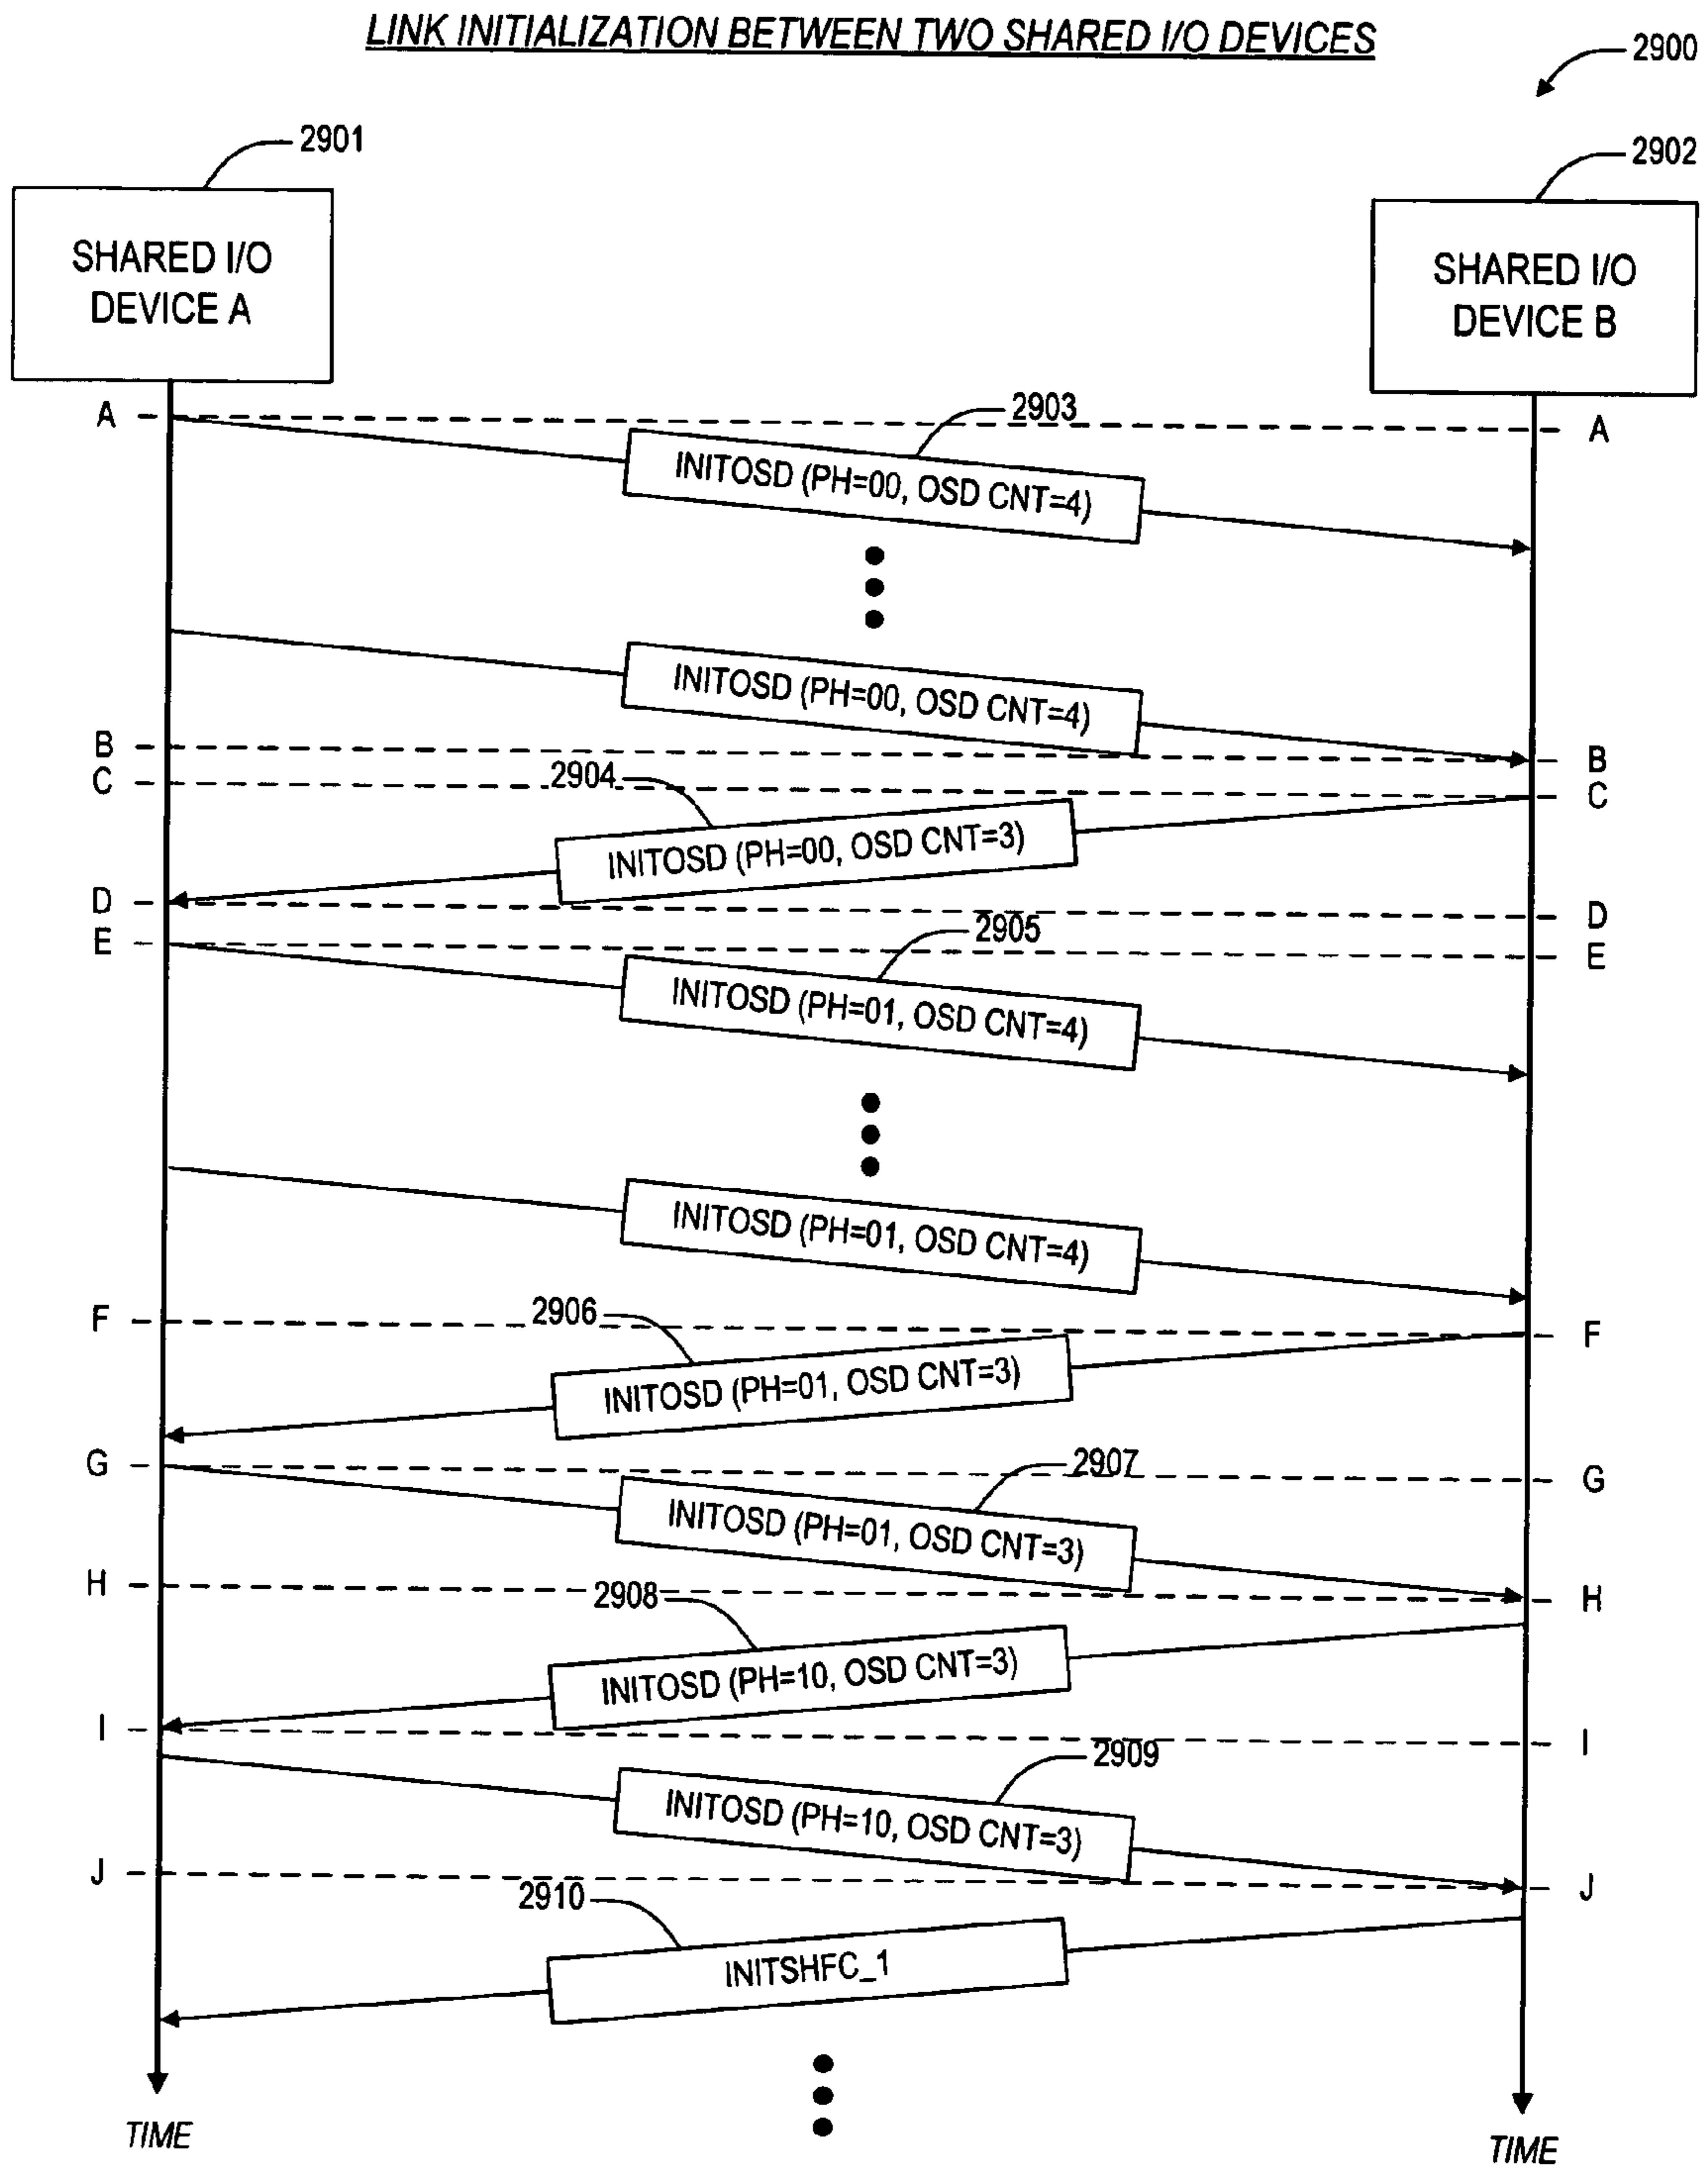 LINK INITIALIZATION BETWEEN TWO SHARED I/O DEVICES
2900
2901
2902
SHARED I/O
DEVICE A
SHARED I/O
DEVICE B
A
2903
A
INITOSD (PH=00, OSD CNT=4)
INITOSD (PH=00, OSD CNT=4)
B
B
C
2904
C
INITOSD (PH=00, OSD CNT=3)
D
D
E
2905
E
INITOSD (PH=01, OSD CNT=4)
INITOSD (PH=01, OSD CNT=4)
F
2906
F
INITOSD (PH=01, OSD CNT=3)
G
2907
G
INITOSD (PH=01, OSD CNT=3)
H
2908
H
INITOSD (PH=10, OSD CNT=3)
I
I
2909
INITOSD (PH=10, OSD CNT=3)
J
J
2910
INITSHFC_1
TIME
TIME